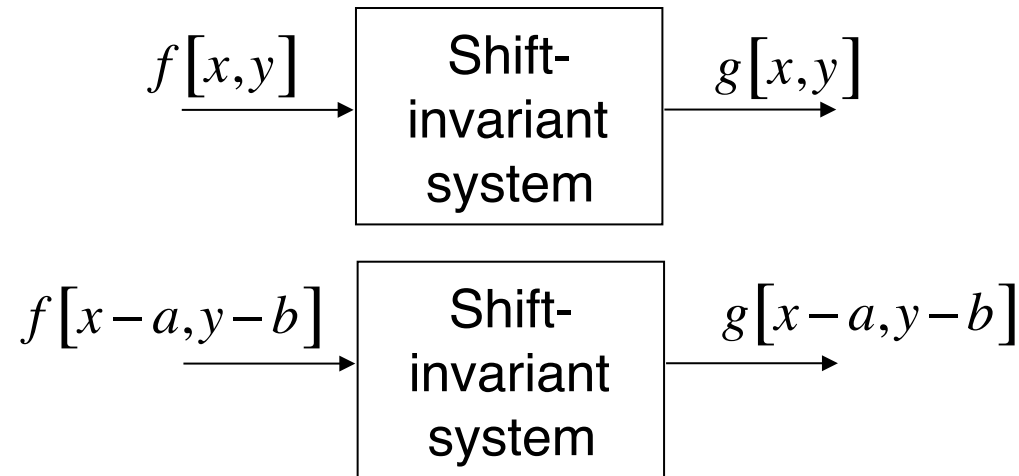 f[x,y]
Shift-
invariant
system
g[x,y]
f[x−a,y−b]
Shift-
invariant
system
g[x−a,y−b]